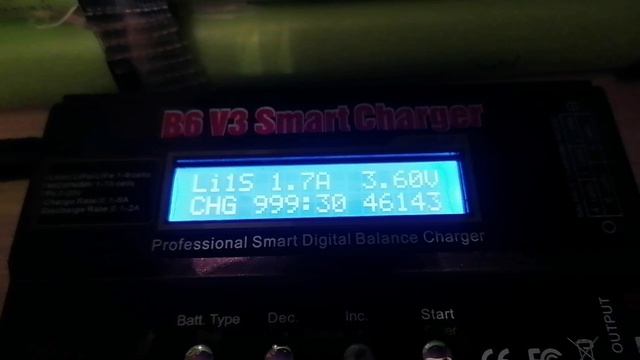 B6 V3 Smart Charger
Li1S 1.7A 3.60V
CHG 999:30 46143
Professional Smart Digital Balance Charger
Batt. Type Dec. Inc. Start
OUTPUT